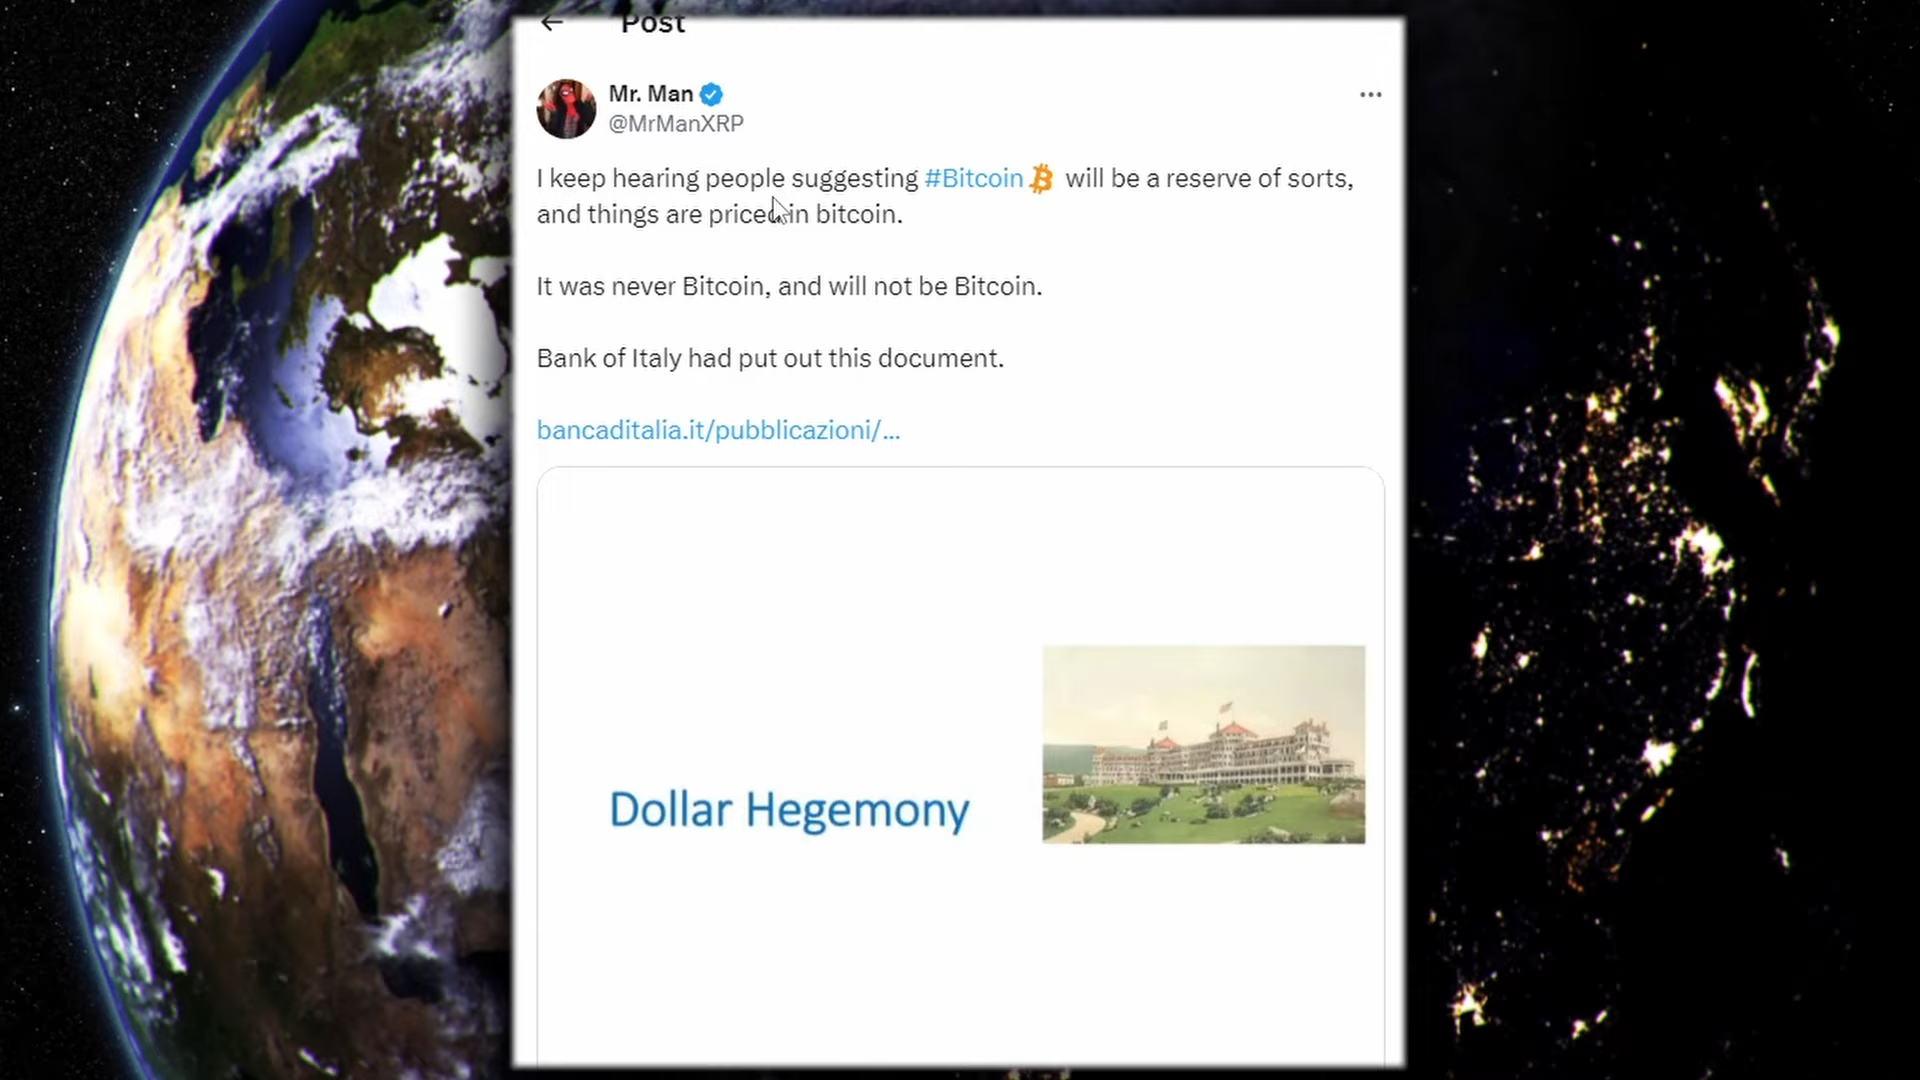 Post
Mr. Man
@MrManXRP
I keep hearing people suggesting #Bitcoin will be a reserve of sorts,
and things are priced in bitcoin.
It was never Bitcoin, and will not be Bitcoin.
Bank of Italy had put out this document.
bancaditalia.it/pubblicazioni/...
Dollar Hegemony